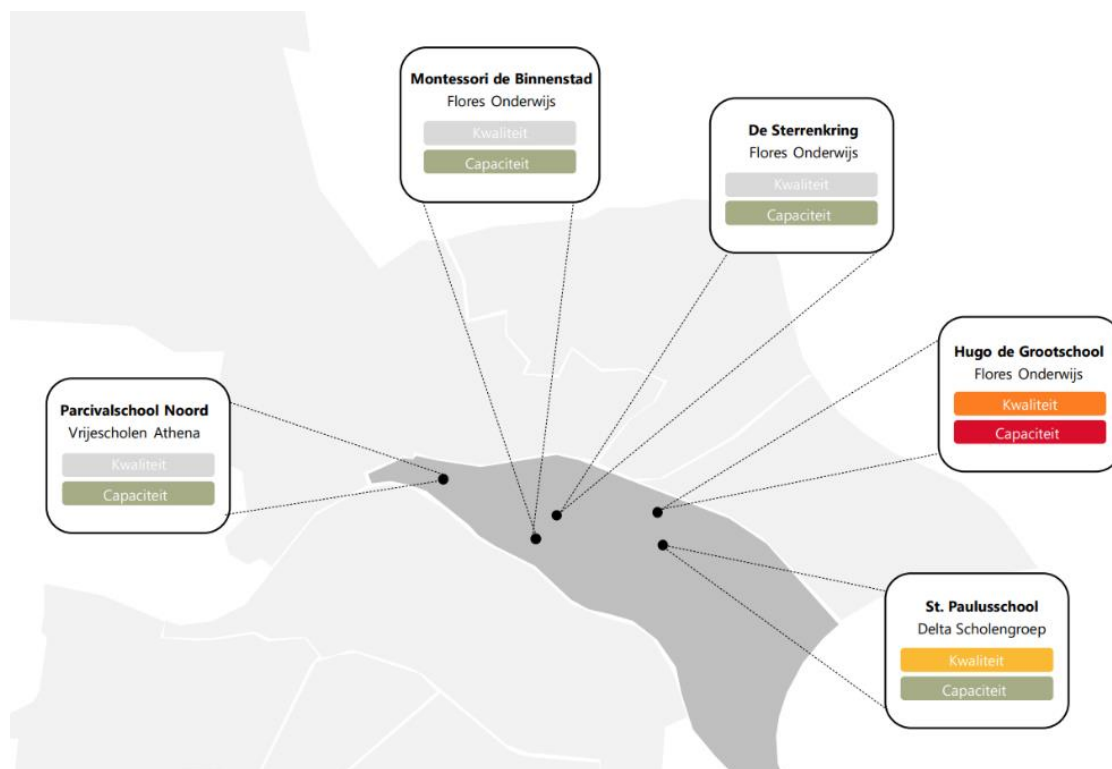 Montessori de Binnenstad
Flores Onderwijs
Kwaliteit
Capaciteit
De Sterrenkring
Flores Onderwijs
Kwaliteit
Capaciteit
Hugo de Grootschool
Flores Onderwijs
Kwaliteit
Capaciteit
Parcivalschool Noord
Vrijescholen Athena
Kwaliteit
Capaciteit
St. Paulusschool
Delta Scholengroep
Kwaliteit
Capaciteit